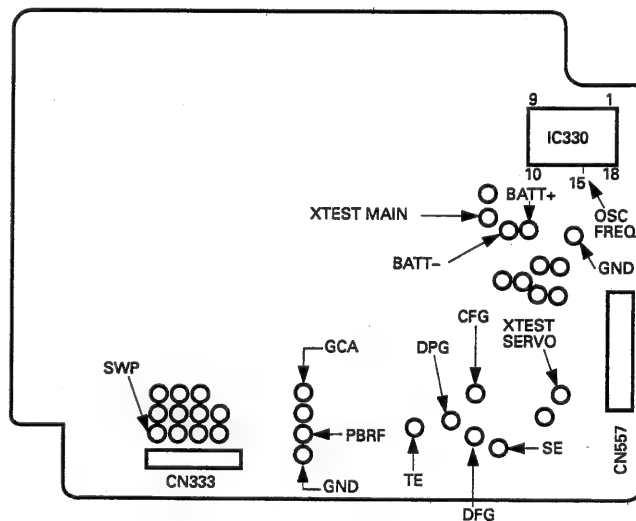 9 1
IC330
10 15 18
BATT+
XTEST MAIN
OSC
FREQ
BATT–
GND
CFG
XTEST
SERVO
GCA
DPG
SWP
PBRF
SE
CN557
TE
CN333
GND
DFG